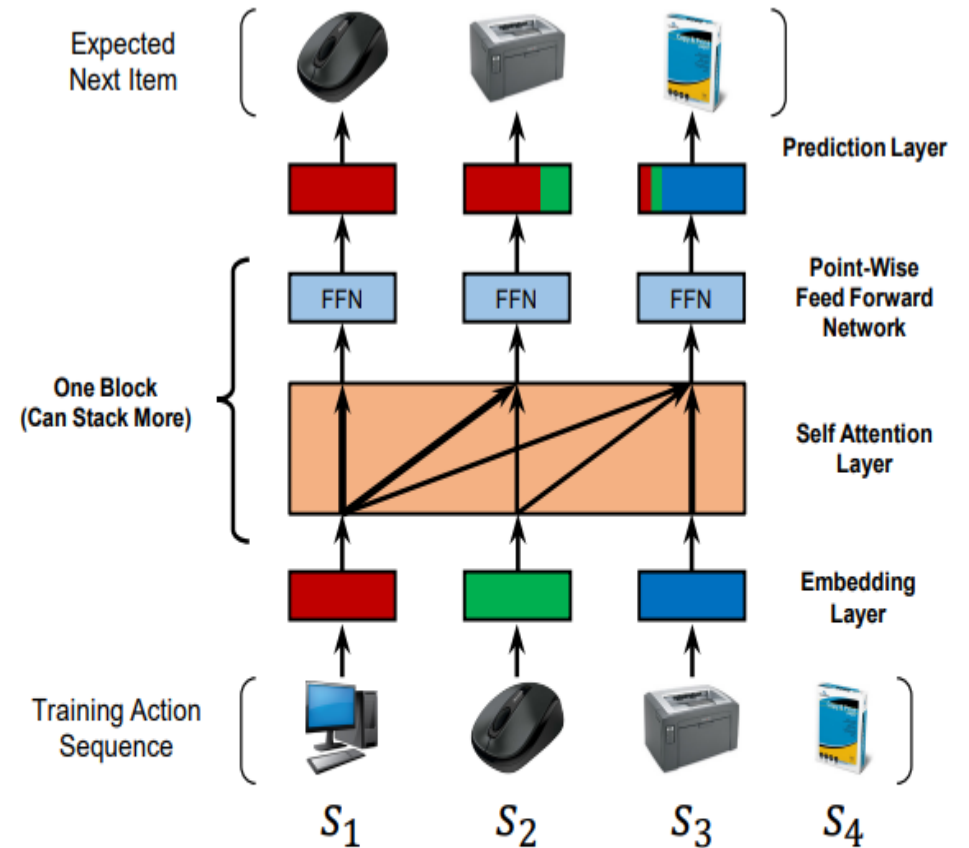 Expected
Next Item
Prediction Layer
Point-Wise
Feed Forward
Network
FFN
FFN
FFN
One Block
(Can Stack More)
Self Attention
Layer
Embedding
Layer
Training Action
Sequence
S1
S2
S3
S4